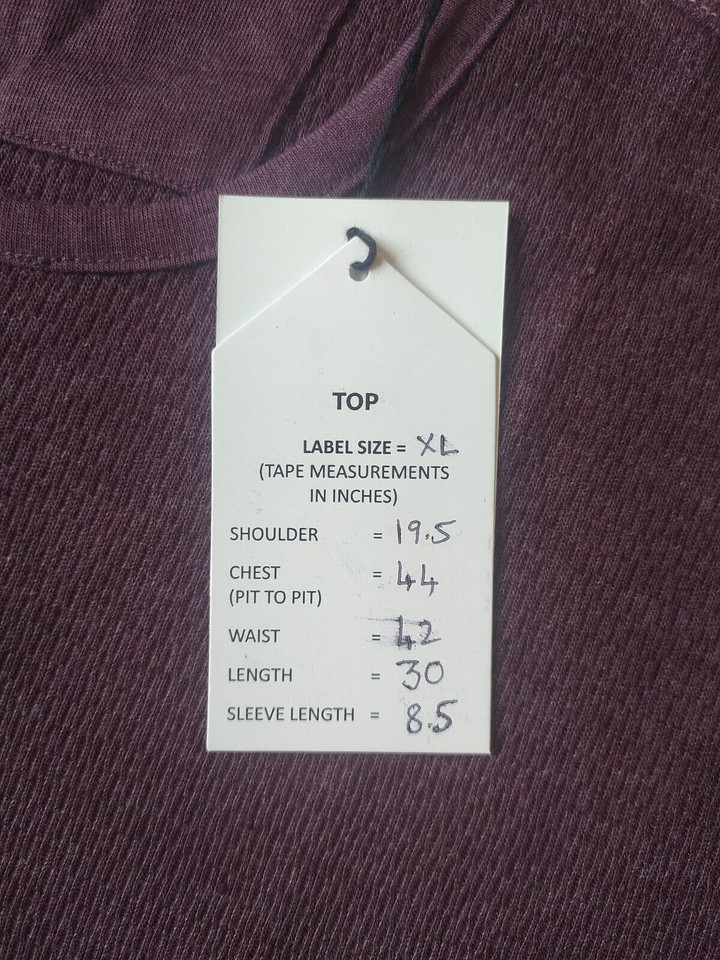 TOP
LABEL SIZE = XL
(TAPE MEASUREMENTS
IN INCHES)
SHOULDER = 19.5
CHEST = 44
(PIT TO PIT)
WAIST = 42
LENGTH = 30
SLEEVE LENGTH = 8.5